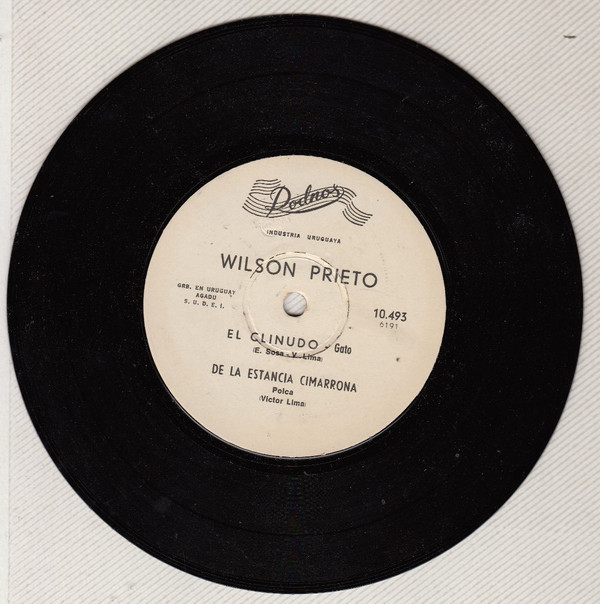 Rodnos
INDUSTRIA URUGUAYA
WILSON PRIETO
GRB. EN URUGUAY
AGADU
S. U. D. E. I.
10.493
6191
EL CLINUDO - Gato
(E. Sosa - V. Lima)
DE LA ESTANCIA CIMARRONA
Polca
(Victor Lima)